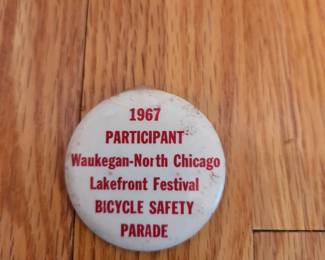 1967
PARTICIPANT
Waukegan-North Chicago
Lakefront Festival
BICYCLE SAFETY
PARADE